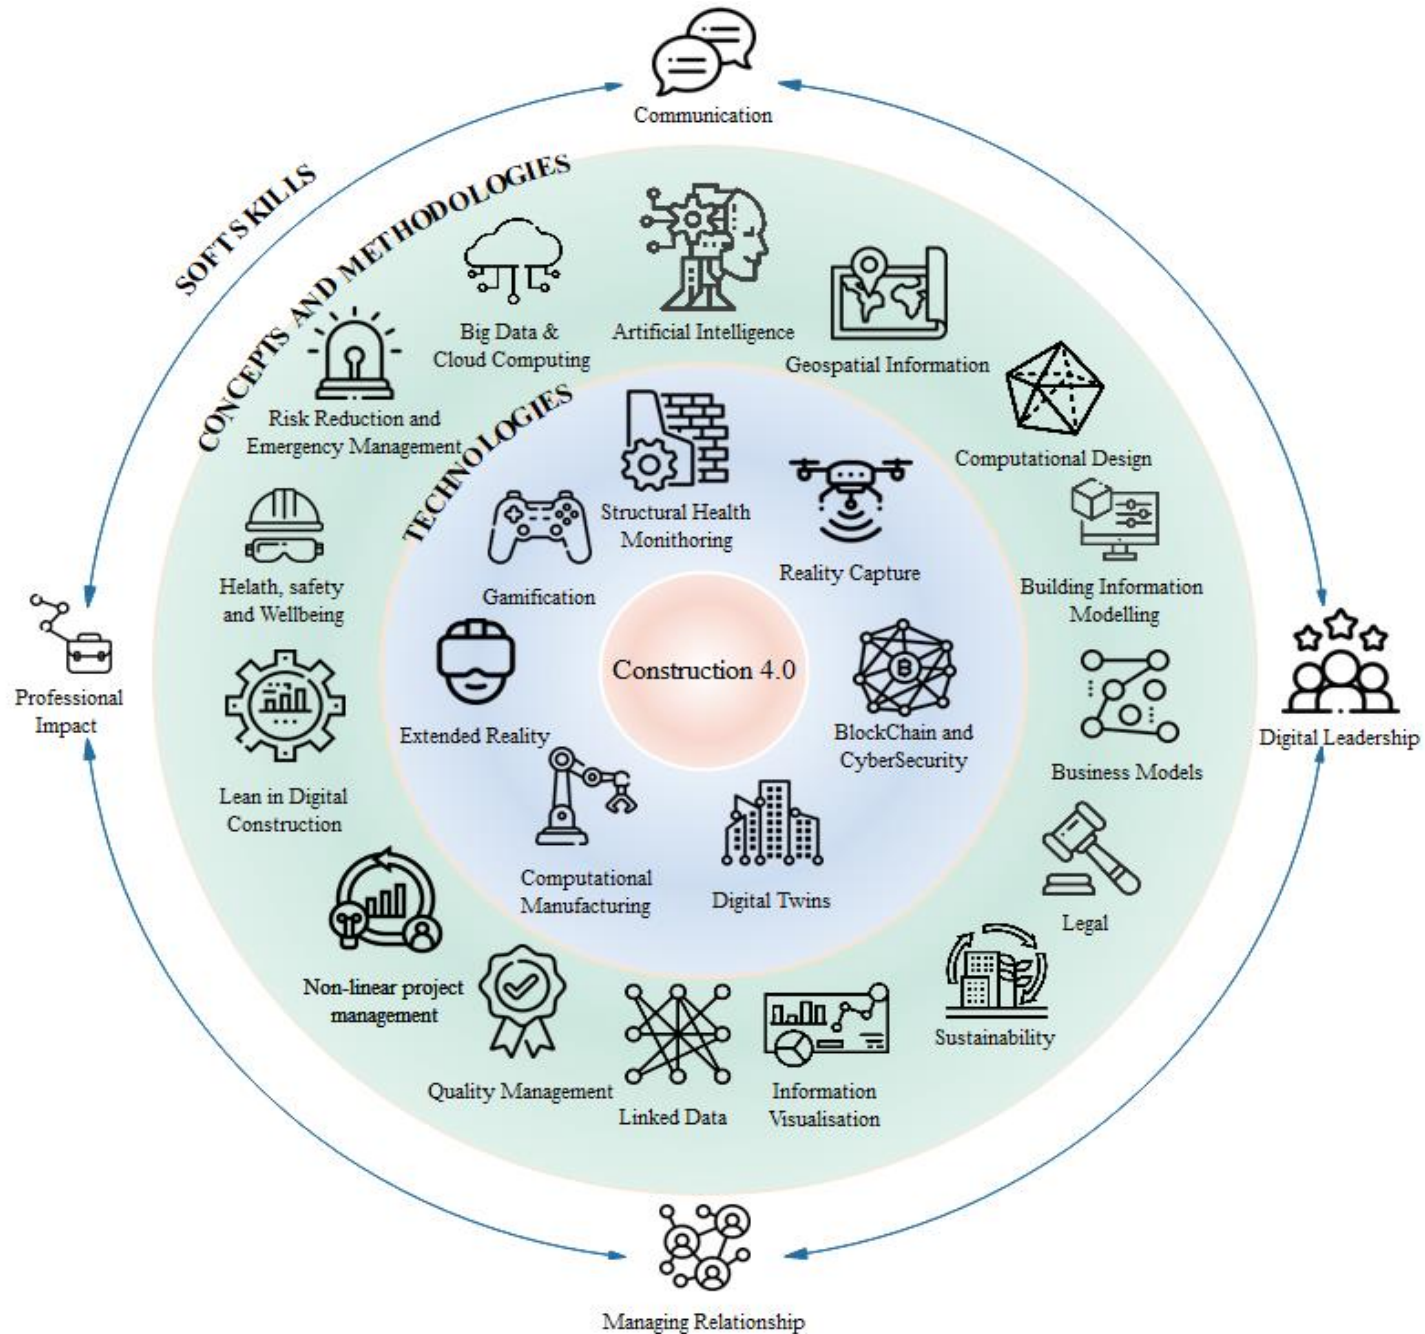 Communication
SOFT SKILLS
CONCEPTS AND METHODOLOGIES
Big Data &
Cloud Computing
Artificial Intelligence
Geospatial Information
Risk Reduction and
Emergency Management
Computational Design
TECHNOLOGIES
Structural Health
Monithoring
Reality Capture
Gamification
Helath, safety
and Wellbeing
Building Information
Modelling
Construction 4.0
Professional
Impact
Extended Reality
BlockChain and
CyberSecurity
B
Digital Leadership
Business Models
Lean in Digital
Construction
Computational
Manufacturing
Digital Twins
Legal
Non-linear project
management
Sustainability
Quality Management
Linked Data
Information
Visualisation
Managing Relationship